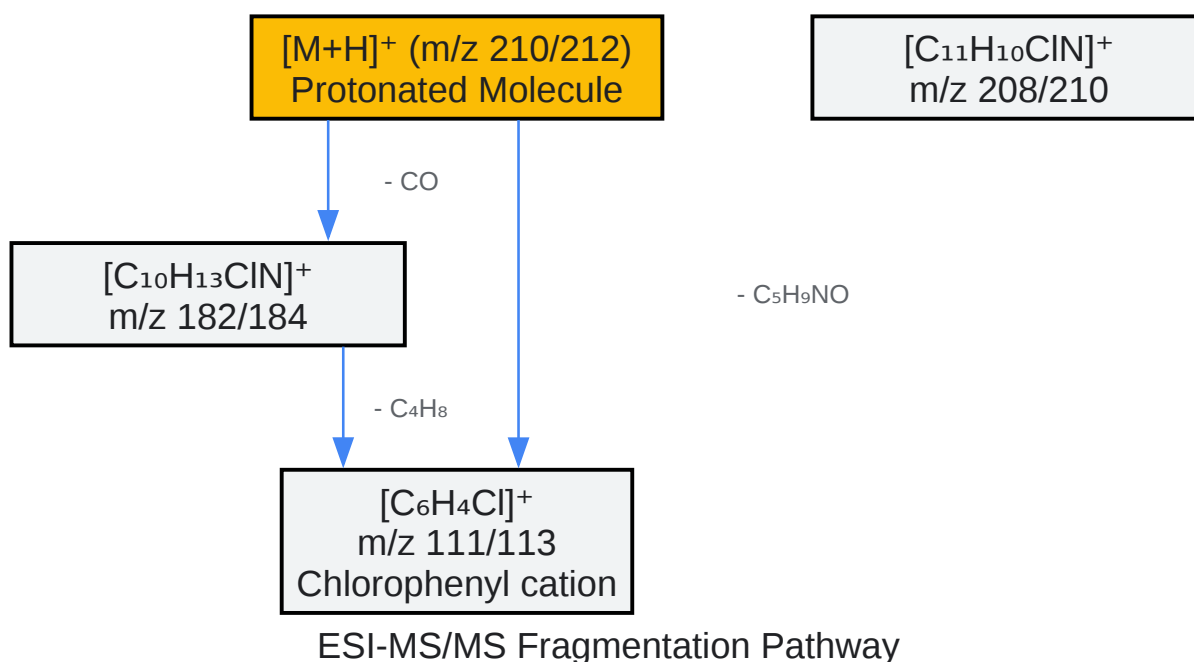 [M+H]⁺ (m/z 210/212)
Protonated Molecule
[C₁₁H₁₀ClN]⁺
m/z 208/210
- CO
[C₁₀H₁₃ClN]⁺
m/z 182/184
- C₅H₉NO
- C₄H₈
[C₆H₄Cl]⁺
m/z 111/113
Chlorophenyl cation
ESI-MS/MS Fragmentation Pathway